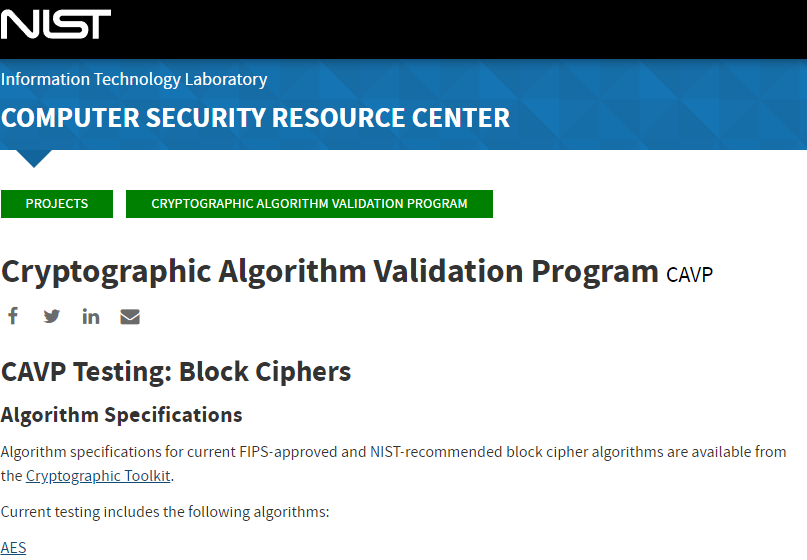 NIST
Information Technology Laboratory
COMPUTER SECURITY RESOURCE CENTER
PROJECTS
CRYPTOGRAPHIC ALGORITHM VALIDATION PROGRAM
Cryptographic Algorithm Validation Program CAVP
CAVP Testing: Block Ciphers
Algorithm Specifications
Algorithm specifications for current FIPS-approved and NIST-recommended block cipher algorithms are available from
the Cryptographic Toolkit.
Current testing includes the following algorithms:
AES